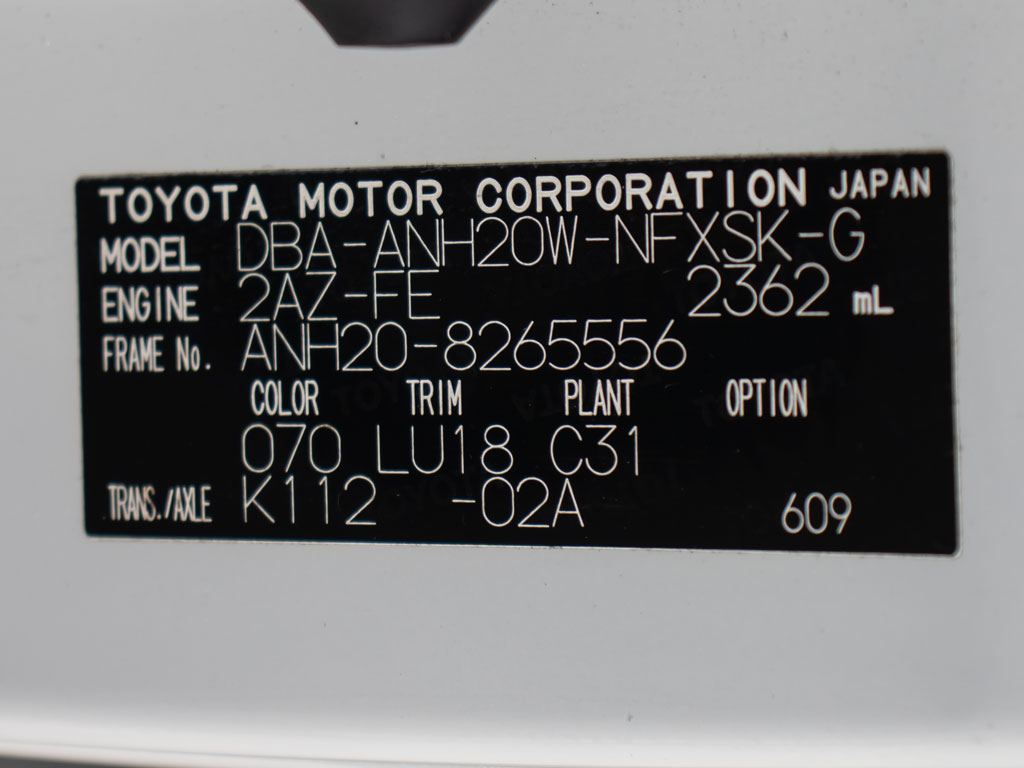 TOYOTA MOTOR CORPORATION JAPAN
MODEL DBA-ANH20W-NFXSK-G
ENGINE 2AZ-FE 2362 mL
FRAME No. ANH20-8265556
COLOR TRIM PLANT OPTION
070 LU18 C31
TRANS./AXLE K112 -02A 609